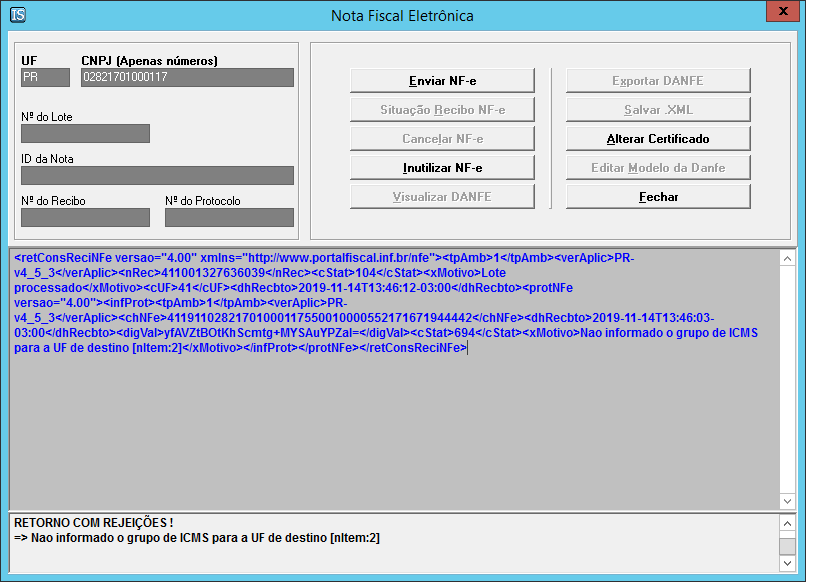 IS
Nota Fiscal Eletrônica
x
UF
CNPJ (Apenas números)
PR
02821701000117
Nº do Lote
ID da Nota
Nº do Recibo
Nº do Protocolo
Enviar NF-e
Situação Recibo NF-e
Cancelar NF-e
Inutilizar NF-e
Visualizar DANFE
Exportar DANFE
Salvar .XML
Alterar Certificado
Editar Modelo da Danfe
Fechar
<retConsReciNFe versao="4.00" xmlns="http://www.portalfiscal.inf.br/nfe"><tpAmb>1</tpAmb><verAplic>PR-
v4_5_3</verAplic><nRec>411001327636039</nRec><cStat>104</cStat><xMotivo>Lote
processado</xMotivo><cUF>41</cUF><dhRecbto>2019-11-14T13:46:12-03:00</dhRecbto><protNFe
versao="4.00"><infProt><tpAmb>1</tpAmb><verAplic>PR-
v4_5_3</verAplic><chNFe>41191102821701000117550010000552171671944442</chNFe><dhRecbto>2019-11-14T13:46:03-
03:00</dhRecbto><digVal>yfAVZtBOtKhScmtg+MYSAuYPZaI=</digVal><cStat>694</cStat><xMotivo>Nao informado o grupo de ICMS
para a UF de destino [nItem:2]</xMotivo></infProt></protNFe></retConsReciNFe>
RETORNO COM REJEIÇÕES !
=> Nao informado o grupo de ICMS para a UF de destino [nItem:2]